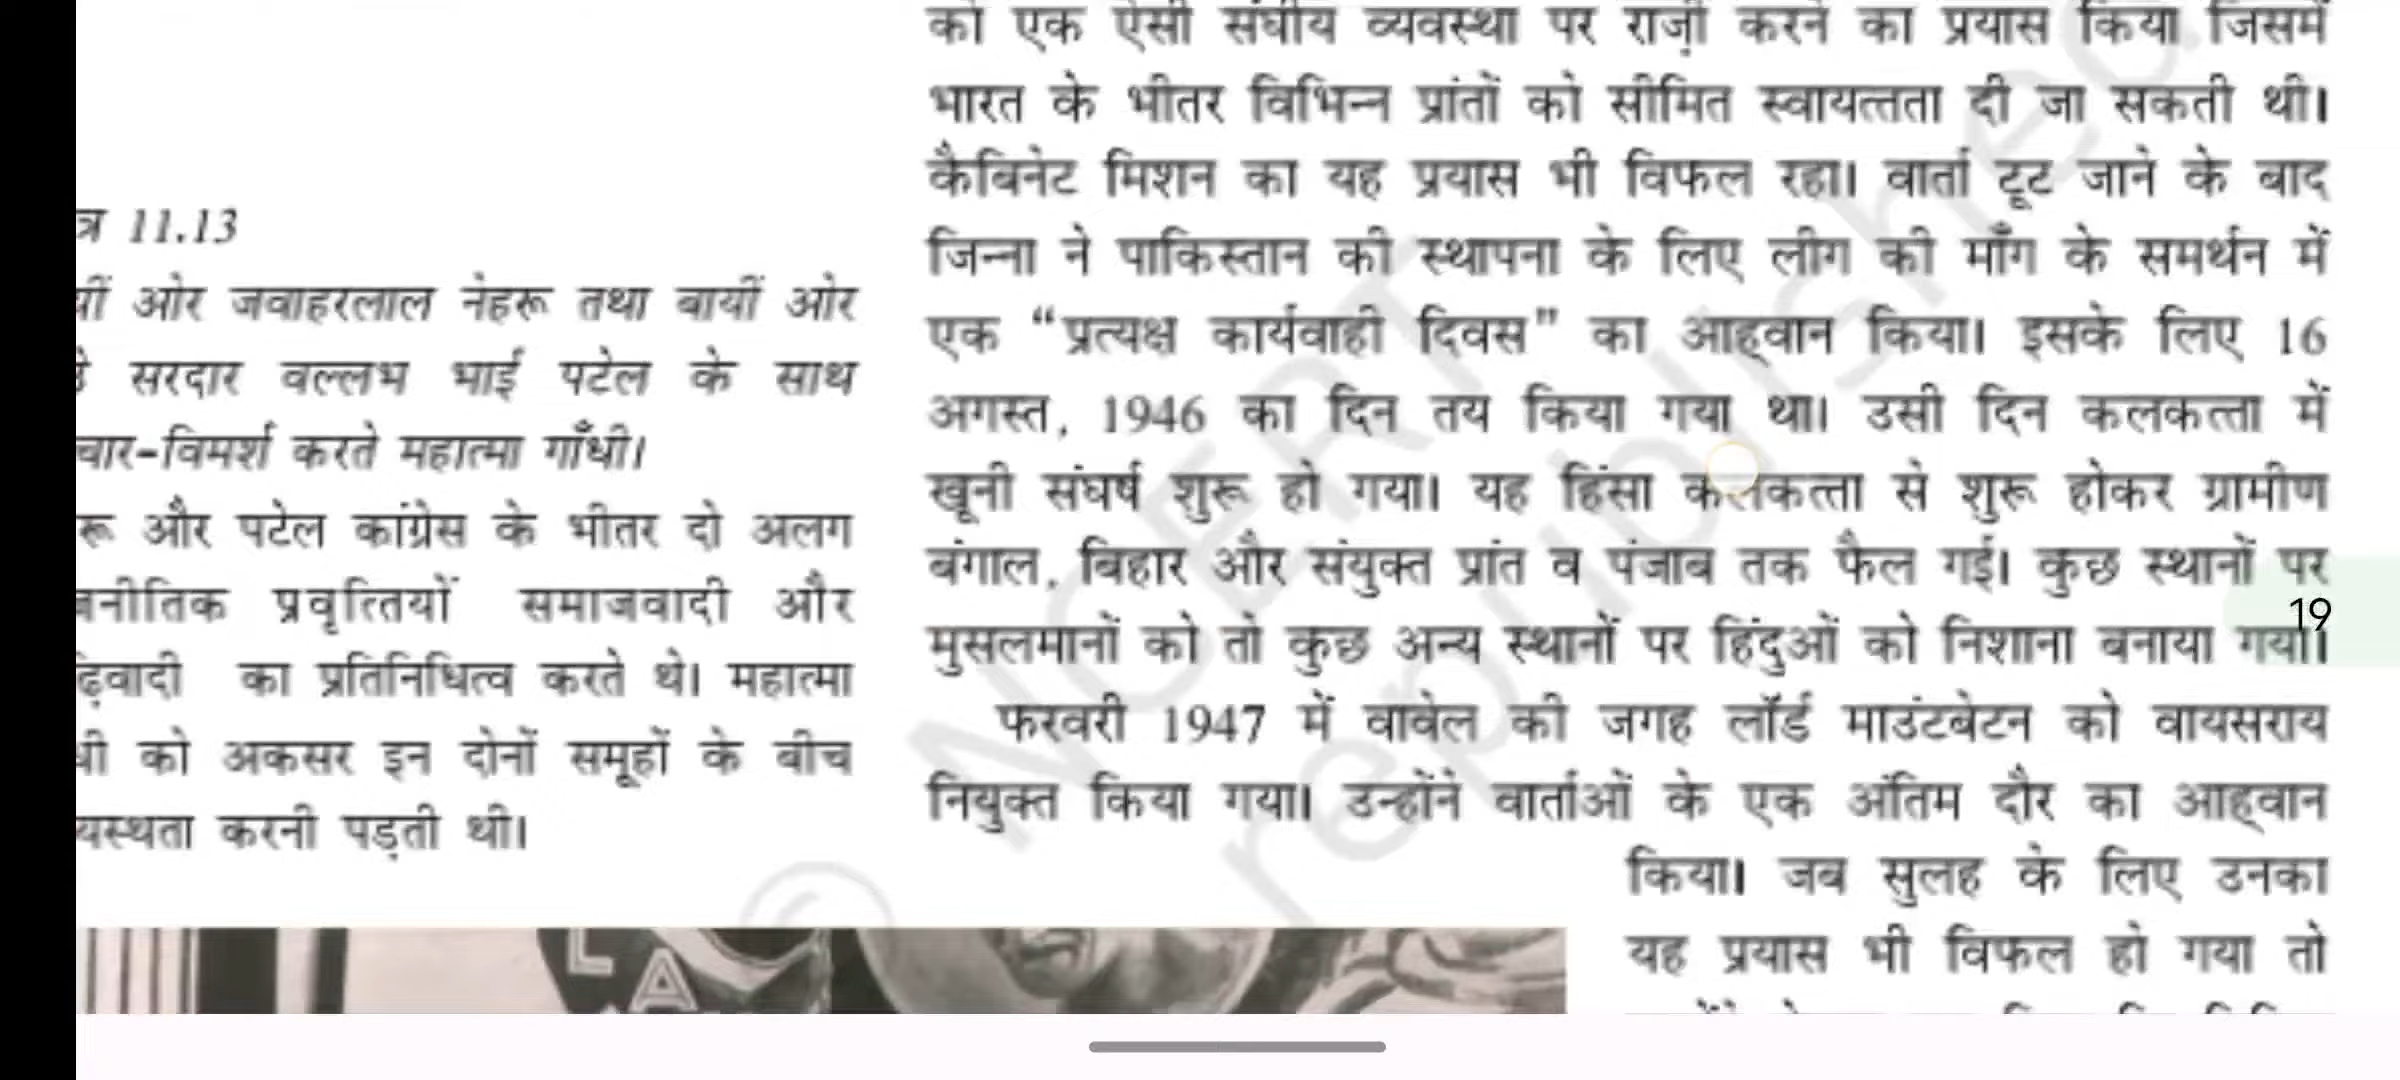 त्र 11.13
ओर जवाहरलाल नेहरू तथा बायीं ओर
सरदार वल्लभ भाई पटेल के साथ
चार-विमर्श करते महात्मा गाँधी।
रू और पटेल कांग्रेस के भीतर दो अलग
नीतिक प्रवृत्तियों समाजवादी और
ढ़िवादी का प्रतिनिधित्व करते थे। महात्मा
को अकसर इन दोनों समूहों के बीच
यस्थता करनी पड़ती थी।
को एक ऐसी संघीय व्यवस्था पर राज़ी करने का प्रयास किया जिसमें
भारत के भीतर विभिन्न प्रांतों को सीमित स्वायत्तता दी जा सकती थी।
कैबिनेट मिशन का यह प्रयास भी विफल रहा। वार्ता टूट जाने के बाद
जिन्ना ने पाकिस्तान की स्थापना के लिए लीग की माँग के समर्थन में
एक “प्रत्यक्ष कार्यवाही दिवस” का आह्वान किया। इसके लिए 16
अगस्त, 1946 का दिन तय किया गया था। उसी दिन कलकत्ता में
खूनी संघर्ष शुरू हो गया। यह हिंसा कलकत्ता से शुरू होकर ग्रामीण
बंगाल, बिहार और संयुक्त प्रांत व पंजाब तक फैल गई। कुछ स्थानों पर
मुसलमानों को तो कुछ अन्य स्थानों पर हिंदुओं को निशाना बनाया गया।
19
फरवरी 1947 में वावेल की जगह लॉर्ड माउंटबेटन को वायसराय
नियुक्त किया गया। उन्होंने वार्ताओं के एक अंतिम दौर का आह्वान
किया। जब सुलह के लिए उनका
यह प्रयास भी विफल हो गया तो
© NCERT
republished
L A